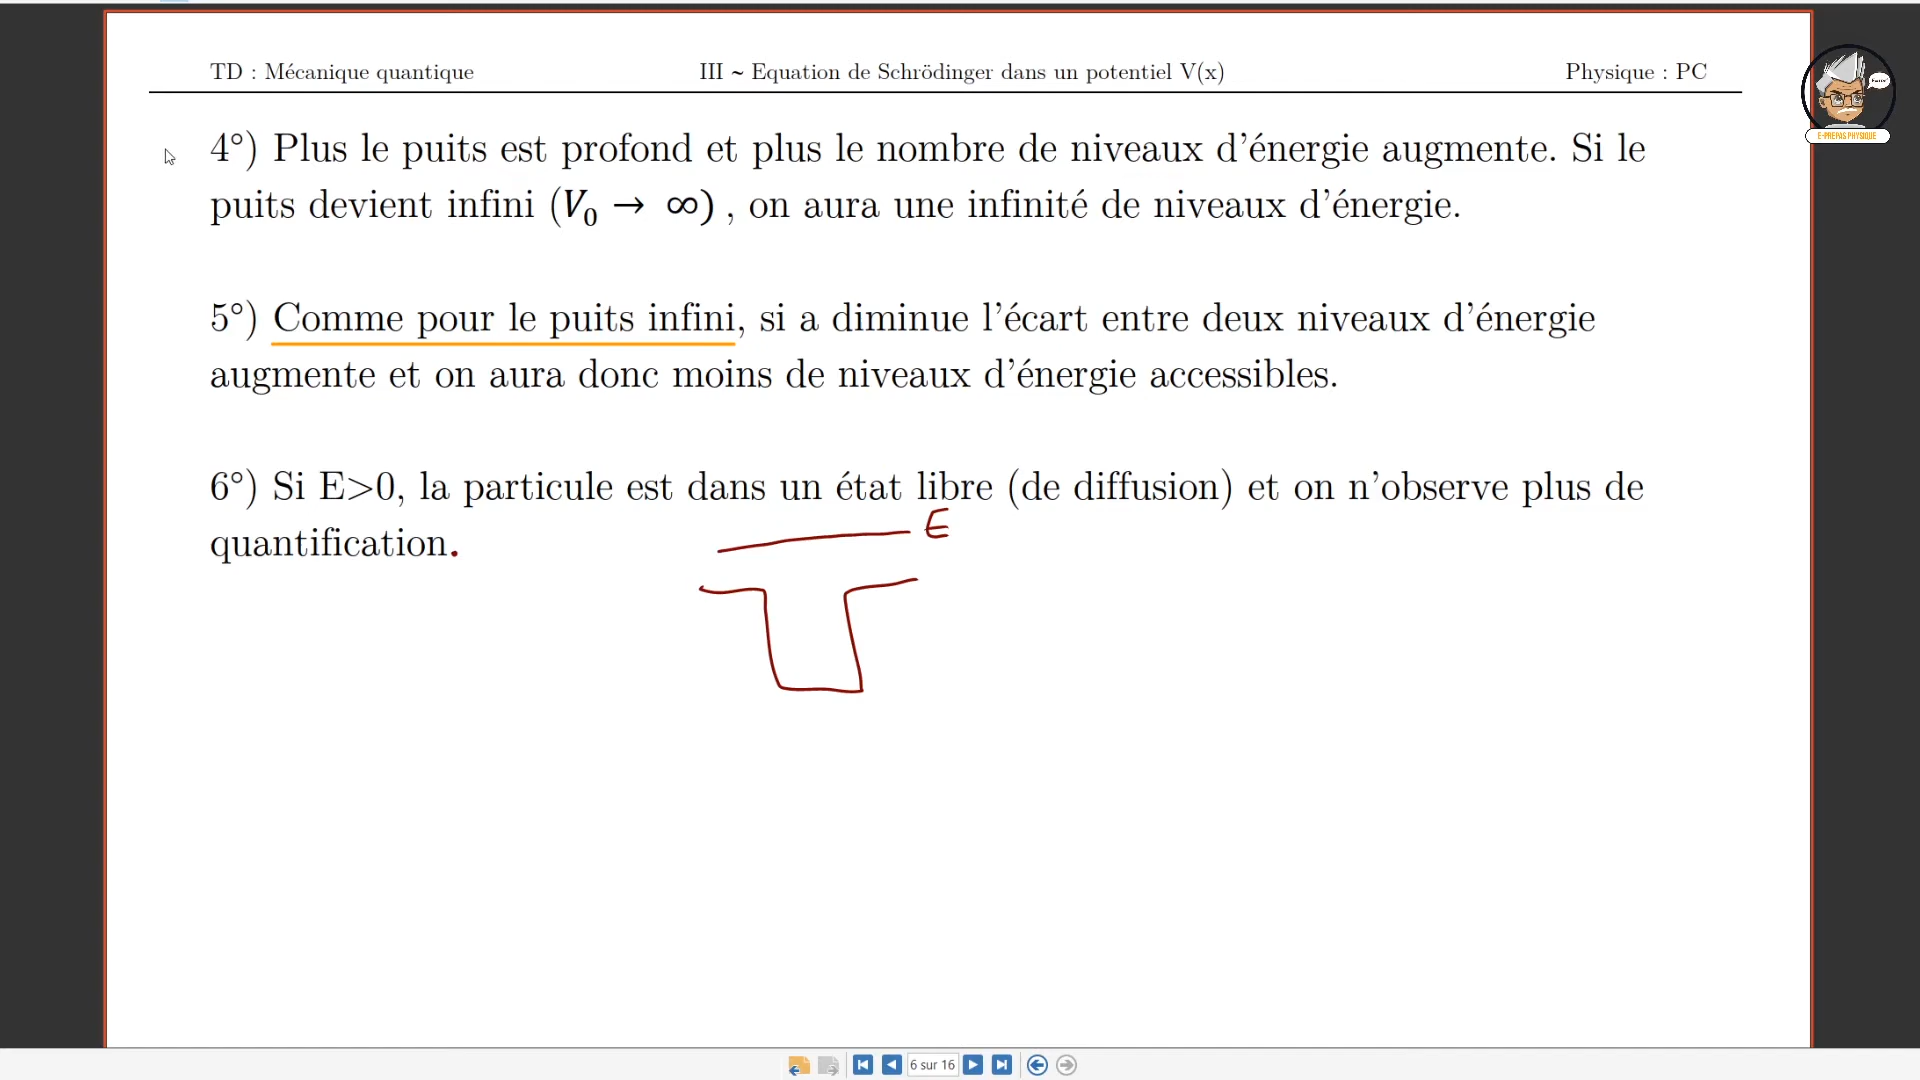 TD : Mécanique quantique
III ~ Equation de Schrödinger dans un potentiel V(x)
Physique : PC
4°) Plus le puits est profond et plus le nombre de niveaux d'énergie augmente. Si le
puits devient infini (V₀ → ∞) , on aura une infinité de niveaux d'énergie.
5°) Comme pour le puits infini, si a diminue l'écart entre deux niveaux d'énergie
augmente et on aura donc moins de niveaux d'énergie accessibles.
6°) Si E>0, la particule est dans un état libre (de diffusion) et on n'observe plus de
quantification.
E
E-PREPAS PHYSIQUE
6 sur 16